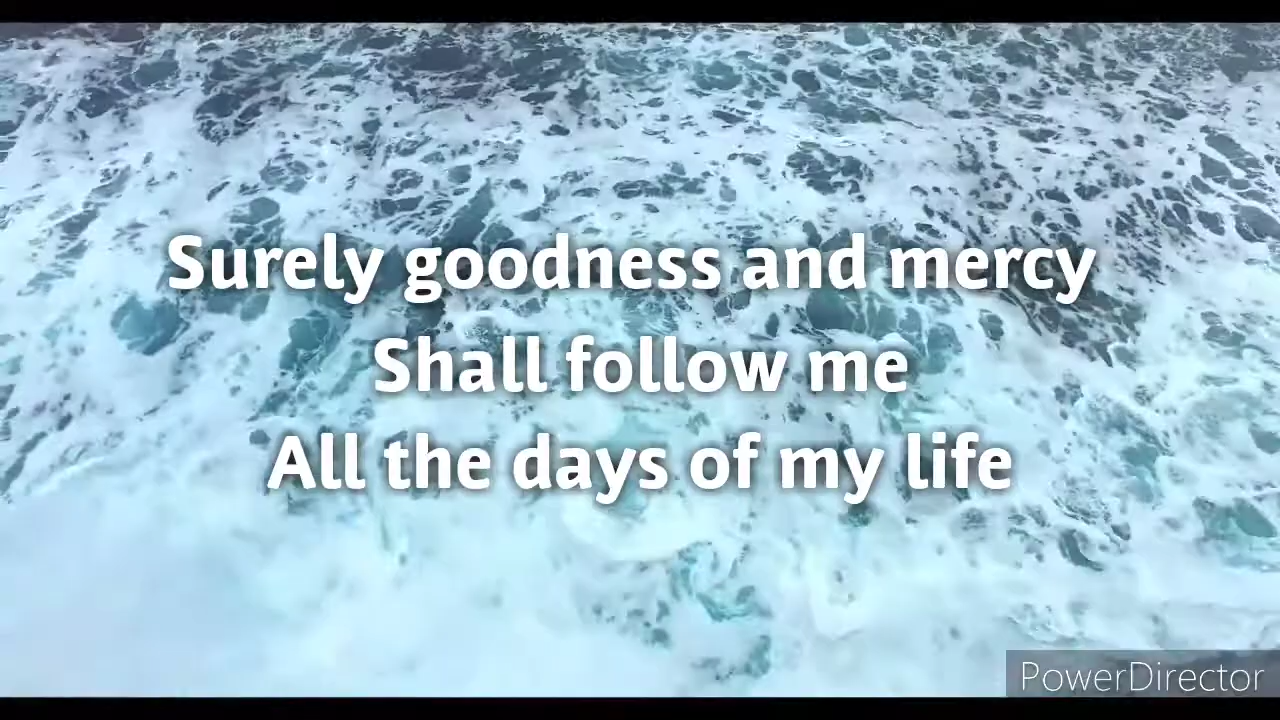 Surely goodness and mercy
Shall follow me
All the days of my life
PowerDirector